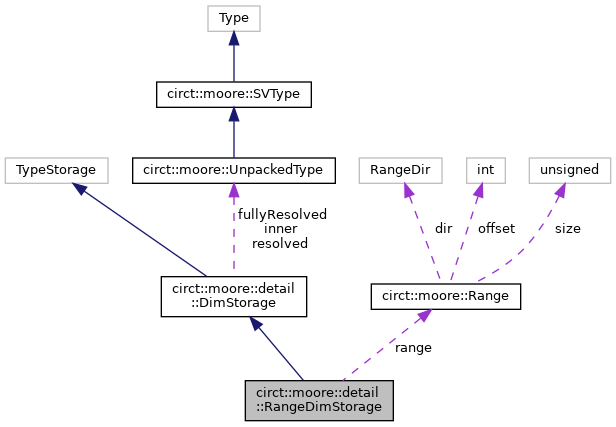 Type
circt::moore::SVType
TypeStorage
circt::moore::UnpackedType
RangeDir
int
unsigned
fullyResolved
inner
resolved
dir
offset
size
circt::moore::detail
::DimStorage
circt::moore::Range
range
circt::moore::detail
::RangeDimStorage